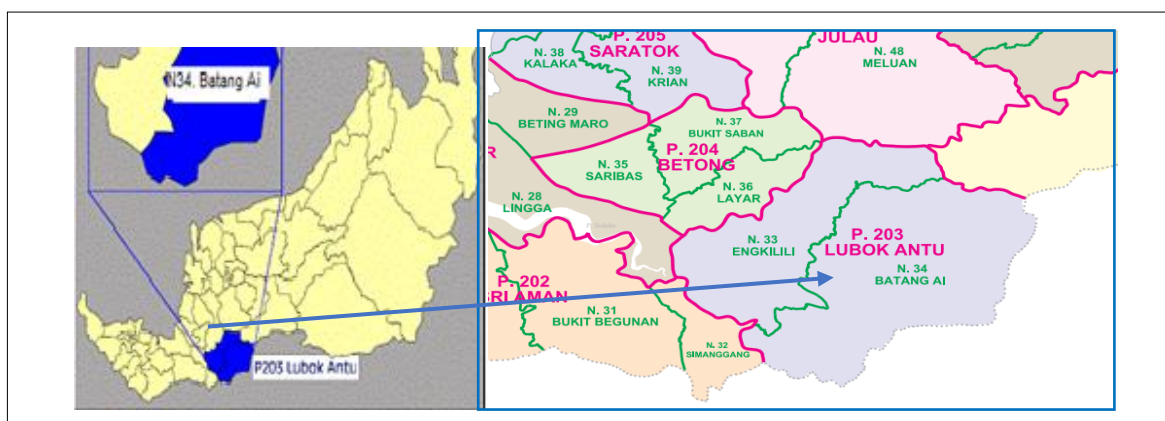 N34. Batang Ai
P203 Lubok Antu
P. 205
SARATOK
JULAU
N. 38
KALAKA
N. 39
KRIAN
N. 48
MELUAN
N. 29
BETING MARO
N. 37
BUKIT SABAN
P. 204
BETONG
R
N. 35
SARIBAS
N. 36
LAYAR
N. 28
LINGGA
N. 33
ENGKILILI
P. 203
LUBOK ANTU
N. 34
BATANG AI
P. 202
SRI AMAN
N. 31
BUKIT BEGUNAN
N. 32
SIMANGGANG